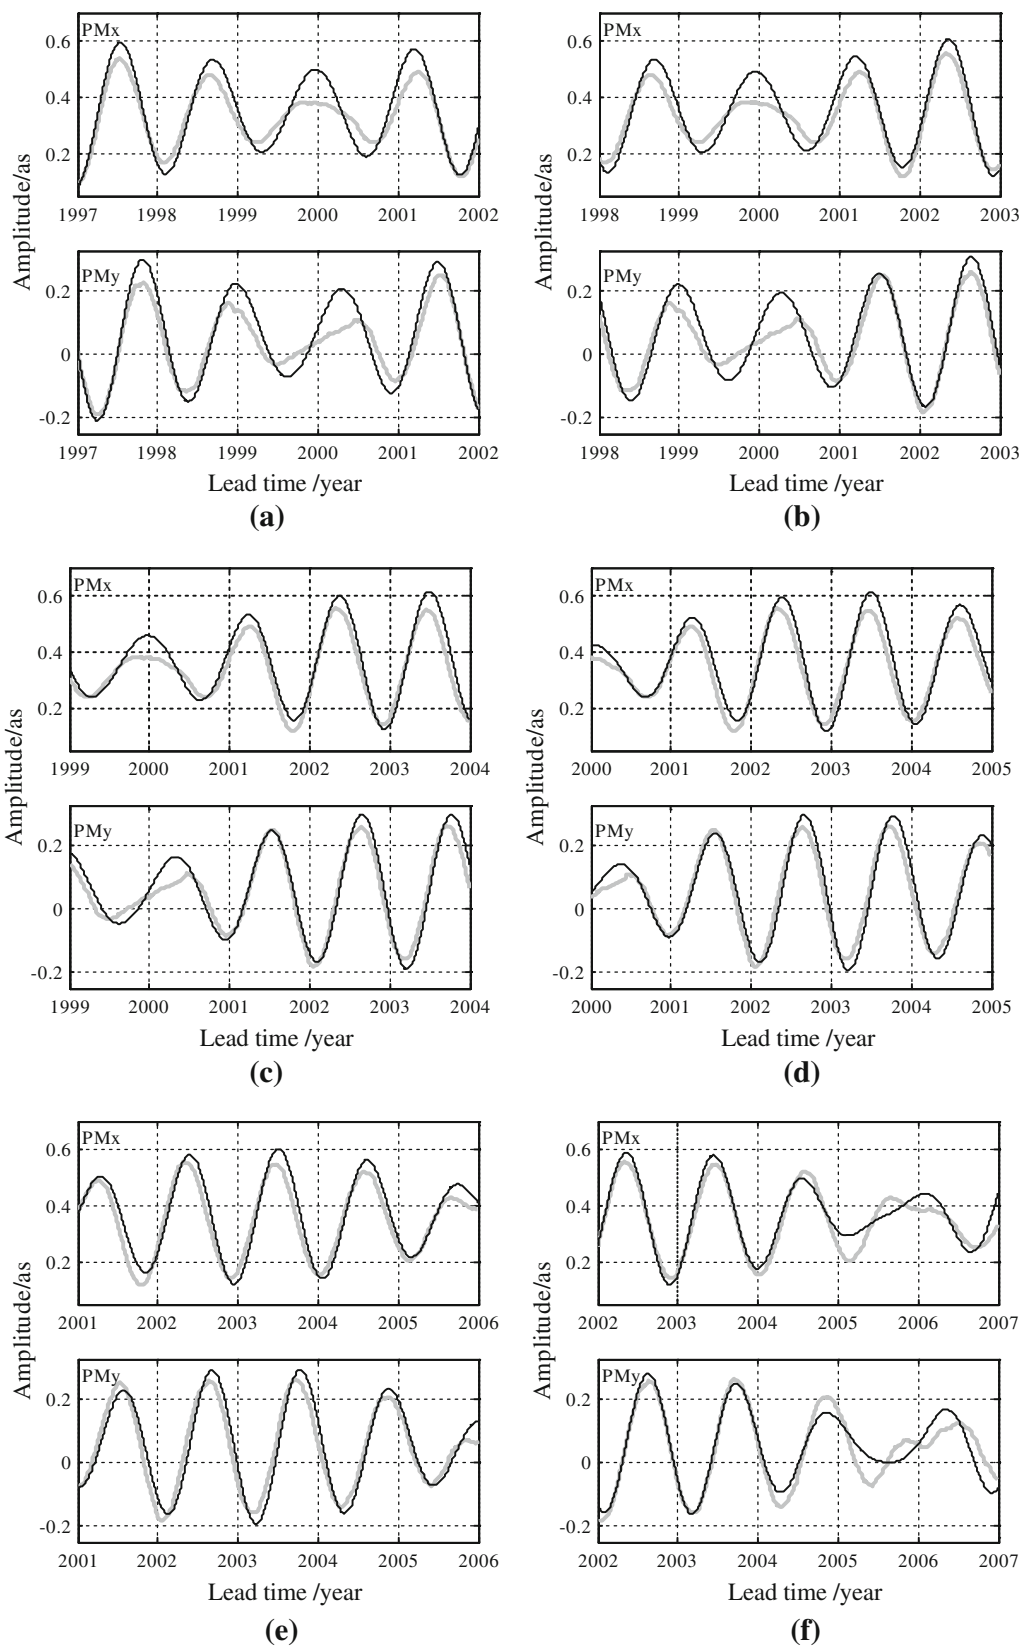 PMx
0.6
0.4
0.2
1997 1998 1999 2000 2001 2002
PMy
0.2
0
-0.2
1997 1998 1999 2000 2001 2002
Amplitude/as
Lead time /year
(a)
PMx
0.6
0.4
0.2
1998 1999 2000 2001 2002 2003
PMy
0.2
0
-0.2
1998 1999 2000 2001 2002 2003
Amplitude/as
Lead time /year
(b)
PMx
0.6
0.4
0.2
1999 2000 2001 2002 2003 2004
PMy
0.2
0
-0.2
1999 2000 2001 2002 2003 2004
Amplitude/as
Lead time /year
(c)
PMx
0.6
0.4
0.2
2000 2001 2002 2003 2004 2005
PMy
0.2
0
-0.2
2000 2001 2002 2003 2004 2005
Amplitude/as
Lead time /year
(d)
PMx
0.6
0.4
0.2
2001 2002 2003 2004 2005 2006
PMy
0.2
0
-0.2
2001 2002 2003 2004 2005 2006
Amplitude/as
Lead time /year
(e)
PMx
0.6
0.4
0.2
2002 2003 2004 2005 2006 2007
PMy
0.2
0
-0.2
2002 2003 2004 2005 2006 2007
Amplitude/as
Lead time /year
(f)